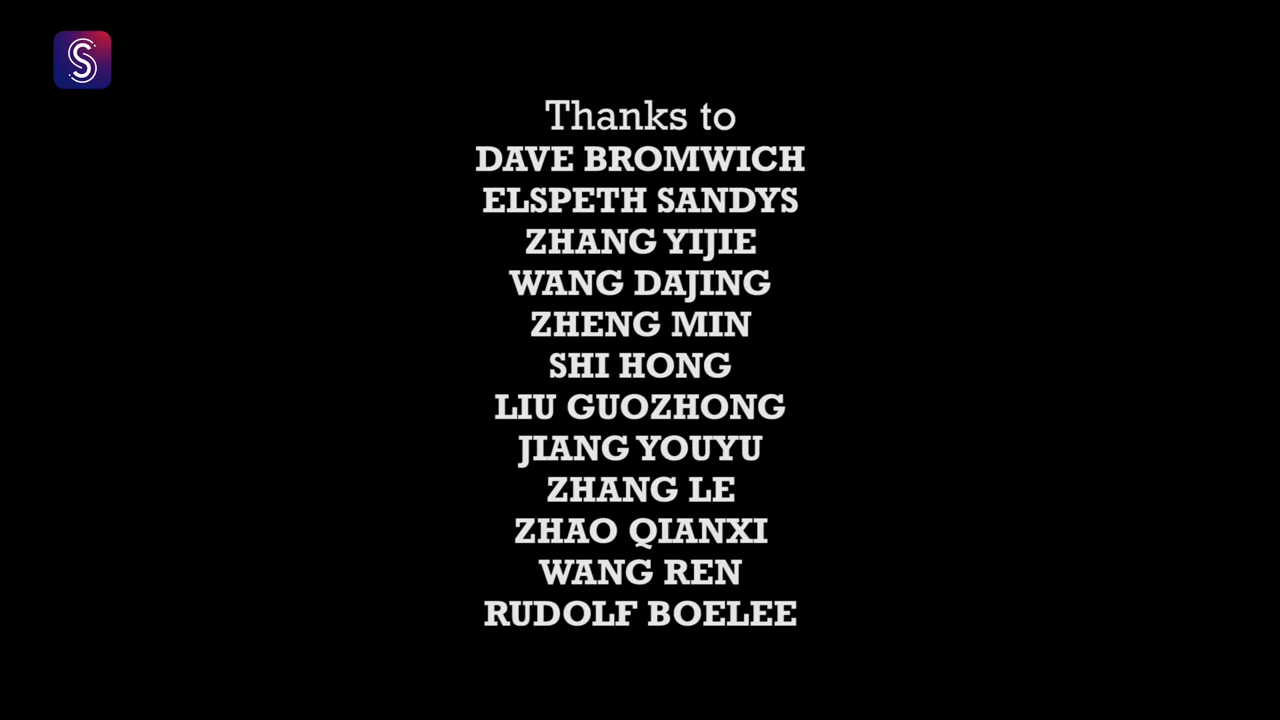 S
Thanks to
DAVE BROMWICH
ELSPETH SANDYS
ZHANG YIJIE
WANG DAJING
ZHENG MIN
SHI HONG
LIU GUOZHONG
JIANG YOUYU
ZHANG LE
ZHAO QIANXI
WANG REN
RUDOLF BOELEE